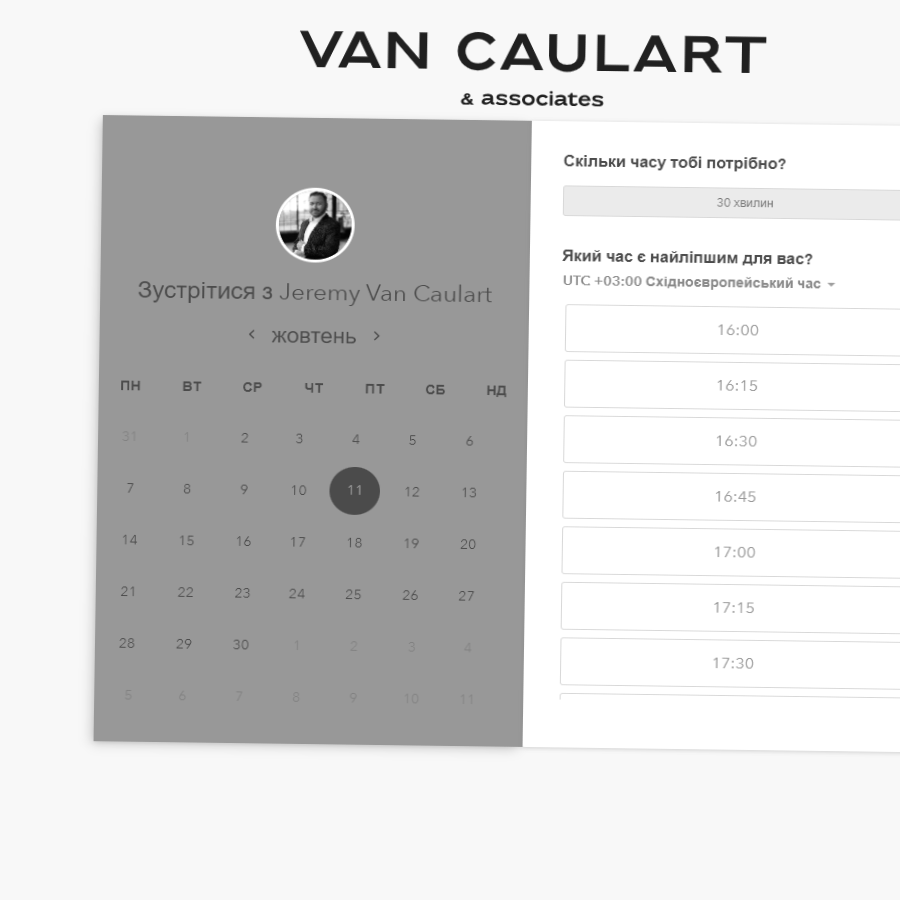 VAN CAULART
& associates
Зустрітися з Jeremy Van Caulart
жовтень
ПН ВТ СР ЧТ ПТ СБ НД
31 1 2 3 4 5 6
7 8 9 10 11 12 13
14 15 16 17 18 19 20
21 22 23 24 25 26 27
28 29 30 1 2 3 4
5 6 7 8 9 10 11
Скільки часу тобі потрібно?
30 хвилин
Який час є найліпшим для вас?
UTC +03:00 Східноєвропейський час
16:00
16:15
16:30
16:45
17:00
17:15
17:30